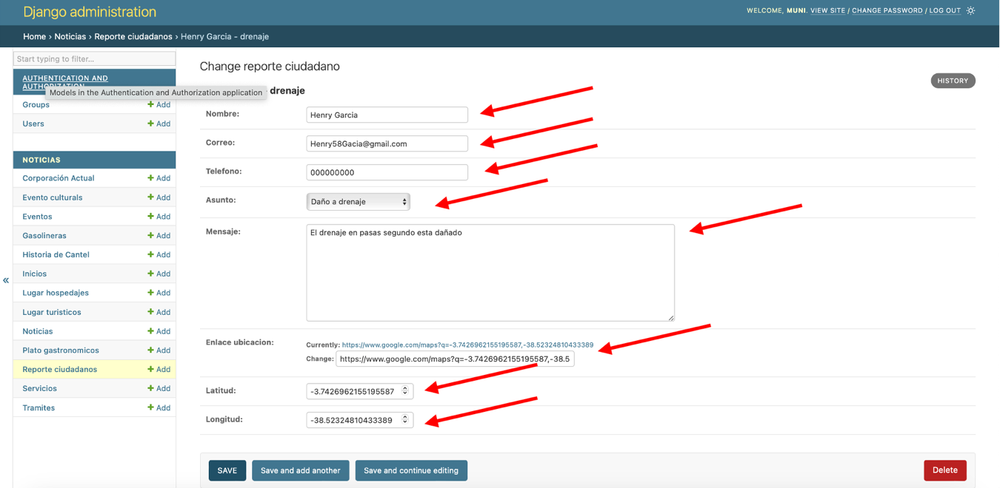 Django administration
WELCOME, MUNI. VIEW SITE / CHANGE PASSWORD / LOG OUT
Home › Noticias › Reporte ciudadanos › Henry Garcia - drenaje
Start typing to filter...
AUTHENTICATION AND
AUTHORIZATION
Models in the Authentication and Authorization application
Groups
Add
Users
Add
NOTICIAS
Corporación Actual
Add
Evento culturals
Add
Eventos
Add
Gasolineras
Add
Historia de Cantel
Add
Inicios
Add
Lugar hospedajes
Add
Lugar turisticos
Add
Noticias
Add
Plato gastronomicos
Add
Reporte ciudadanos
Add
Servicios
Add
Tramites
Add
«
Change reporte ciudadano
HISTORY
drenaje
Nombre:
Henry Garcia
Correo:
Henry58Gacia@gmail.com
Telefono:
000000000
Asunto:
Daño a drenaje
Mensaje:
El drenaje en pasas segundo esta dañado
Enlace ubicacion:
Currently: https://www.google.com/maps?q=-3.7426962155195587,-38.52324810433389
Change: https://www.google.com/maps?q=-3.7426962155195587,-38.5
Latitud:
-3.7426962155195587
Longitud:
-38.52324810433389
SAVE
Save and add another
Save and continue editing
Delete